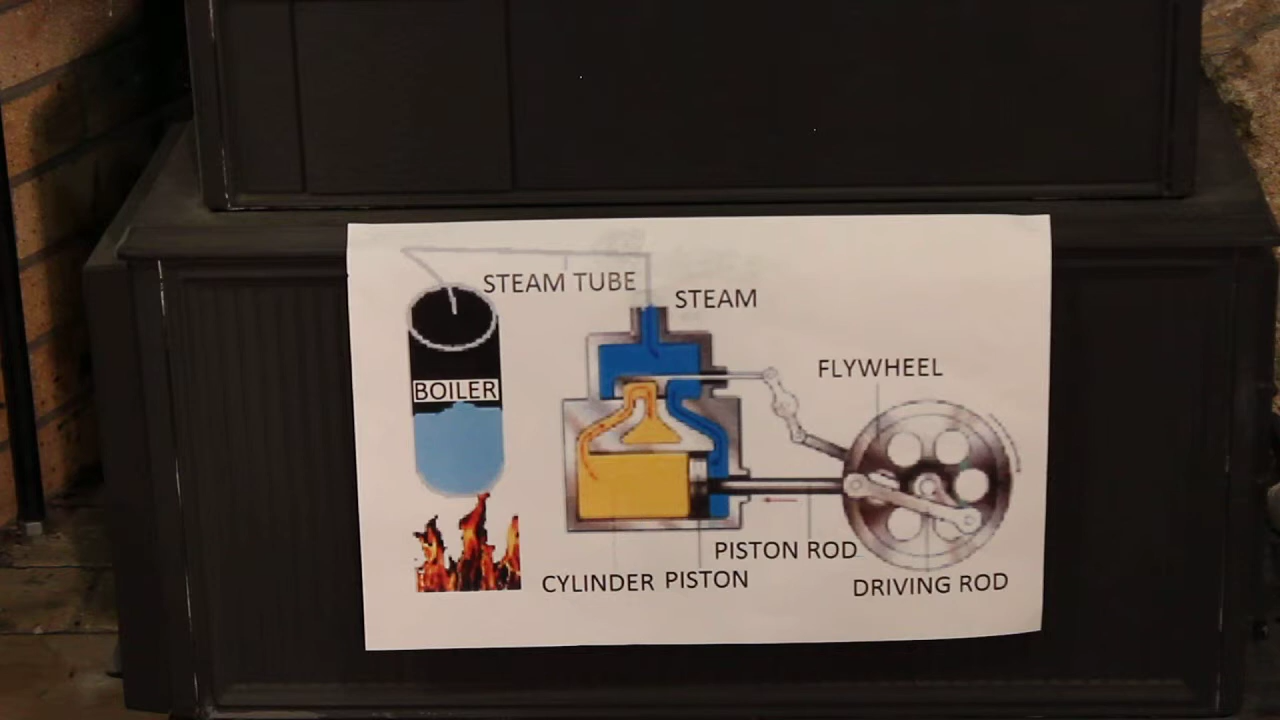 STEAM TUBE
STEAM
FLYWHEEL
BOILER
PISTON ROD
CYLINDER PISTON
DRIVING ROD